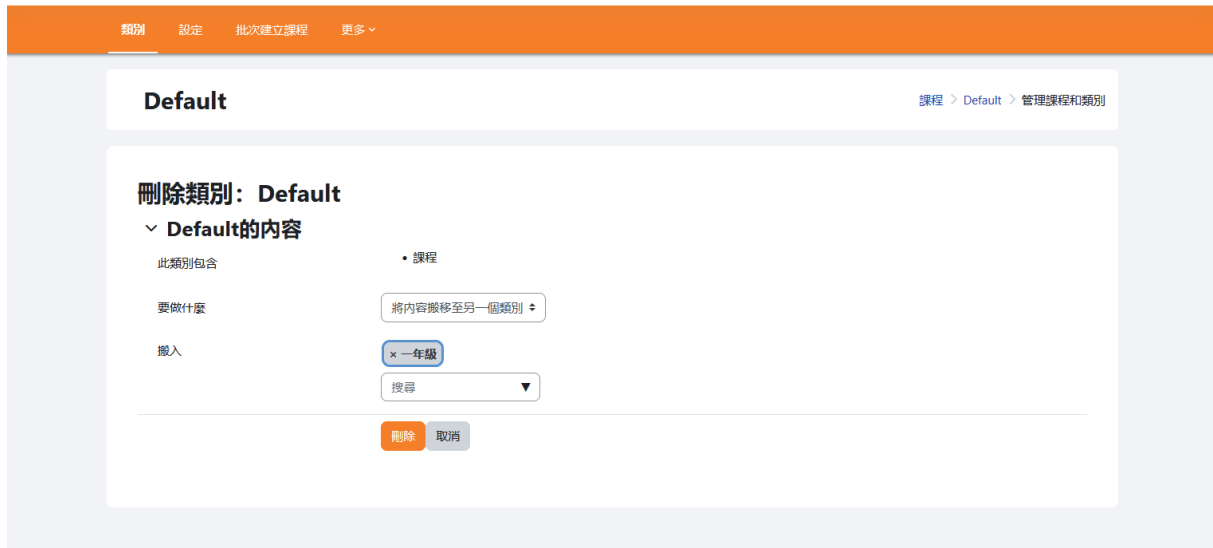 類別 設定 批次建立課程 更多
Default
課程 > Default > 管理課程和類別
刪除類別：Default
Default的內容
此類別包含 • 課程
要做什麼 將內容搬移至另一個類別
搬入 × 一年級
搜尋 ▼
刪除 取消